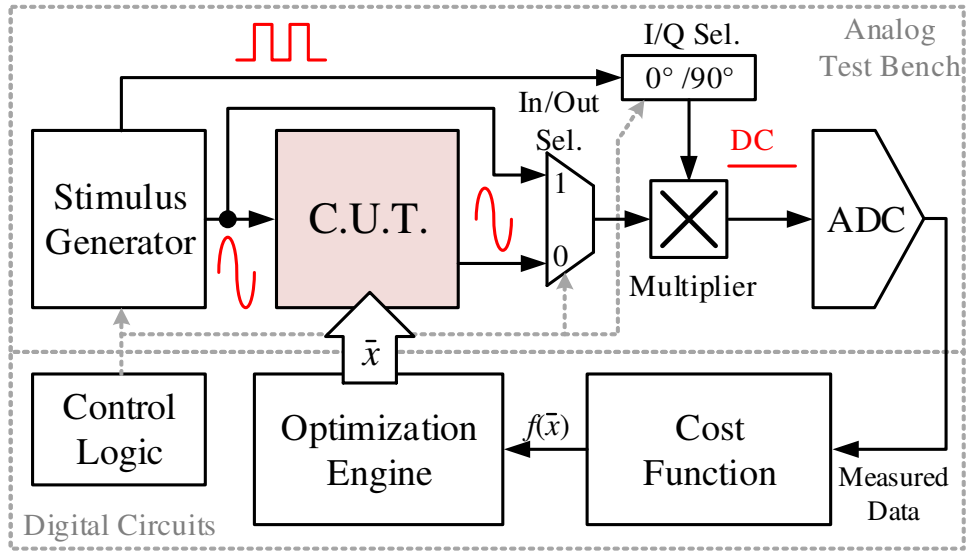 I/Q Sel.
Analog
Test Bench
0° /90°
In/Out
Sel.
DC
Stimulus
Generator
C.U.T.
1
0
ADC
Multiplier
x̄
Control
Logic
Optimization
Engine
f(x̄)
Cost
Function
Measured
Data
Digital Circuits